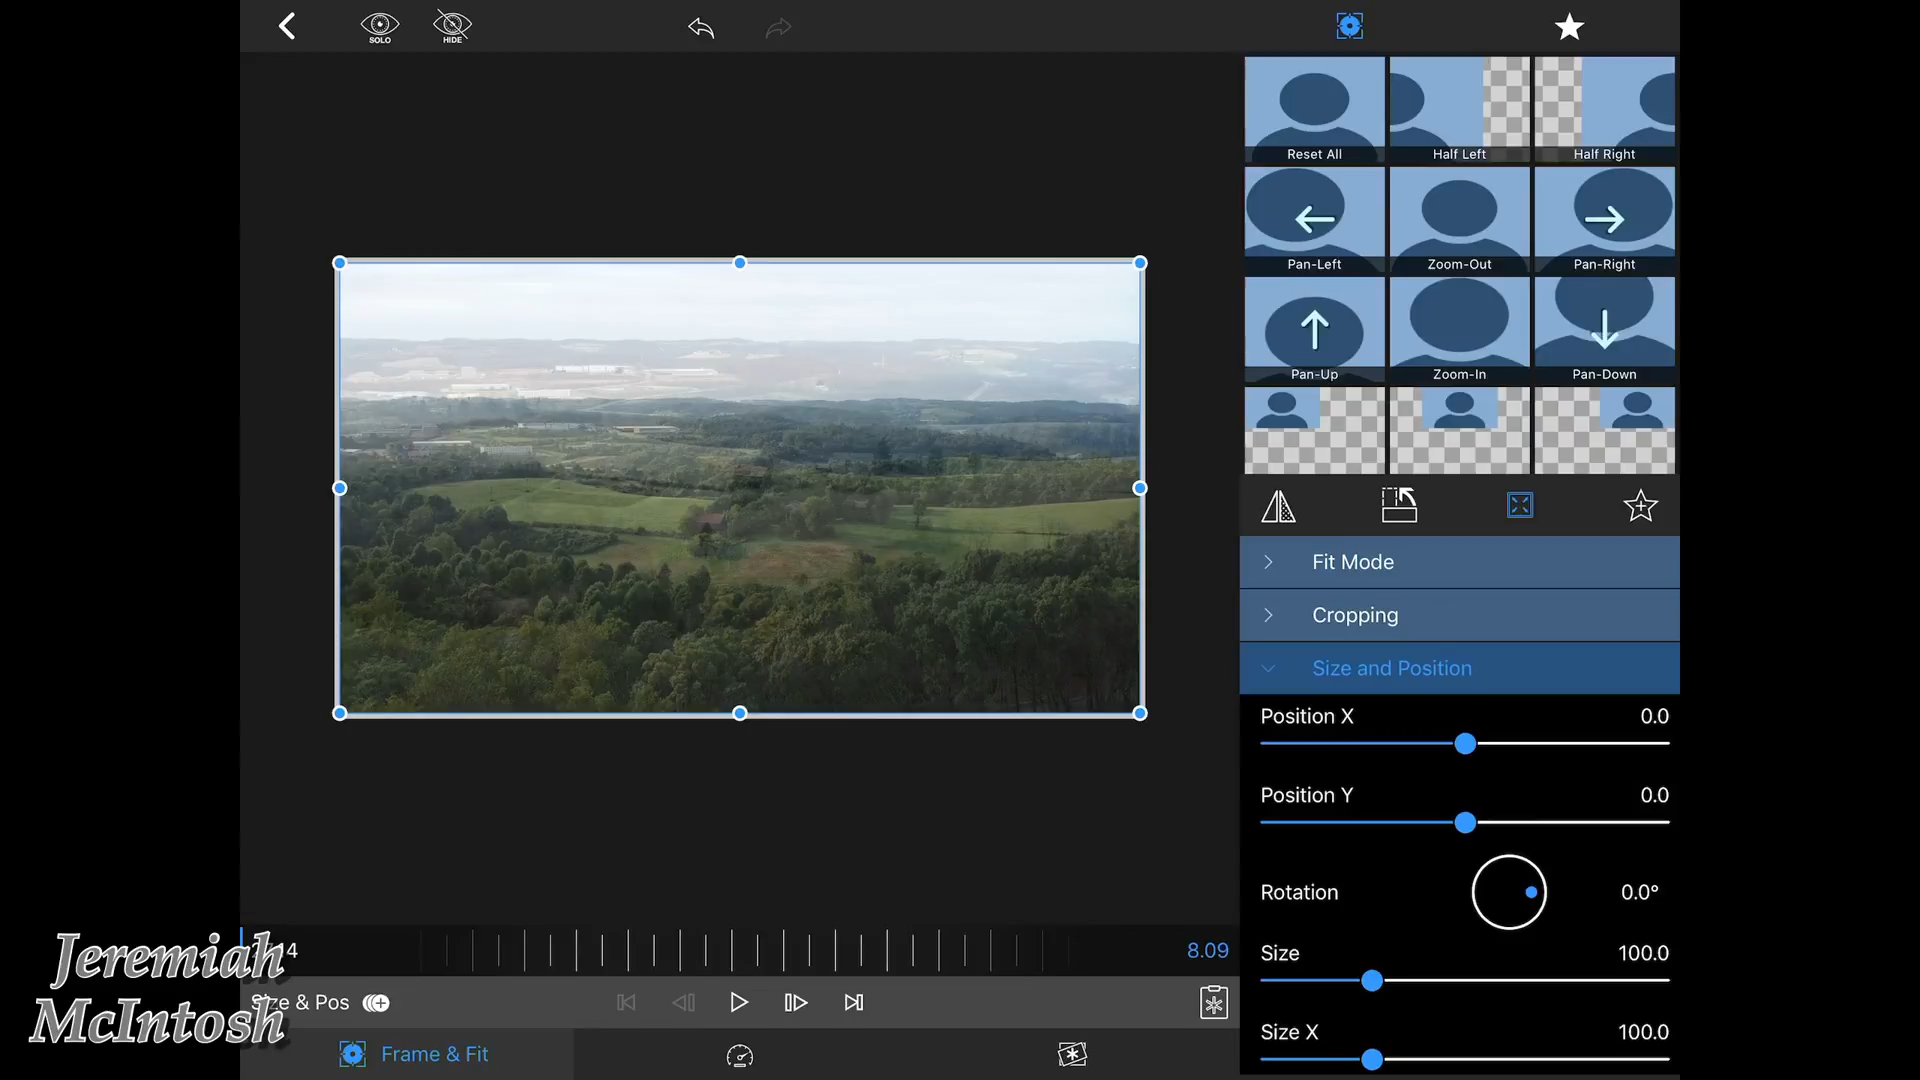 SOLO
HIDE
Reset All
Half Left
Half Right
Pan-Left
Zoom-Out
Pan-Right
Pan-Up
Zoom-In
Pan-Down
Fit Mode
Cropping
Size and Position
Position X 0.0
Position Y 0.0
Rotation 0.0°
Size 100.0
Size X 100.0
8.09
Size & Pos
Frame & Fit
Jeremiah
McIntosh